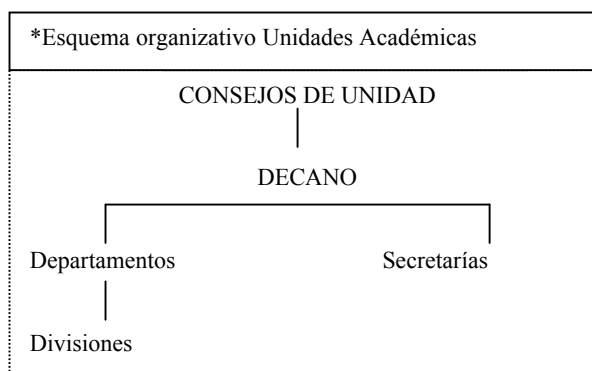 *Esquema organizativo Unidades Académicas
CONSEJOS DE UNIDAD
DECANO
Departamentos Secretarías
Divisiones